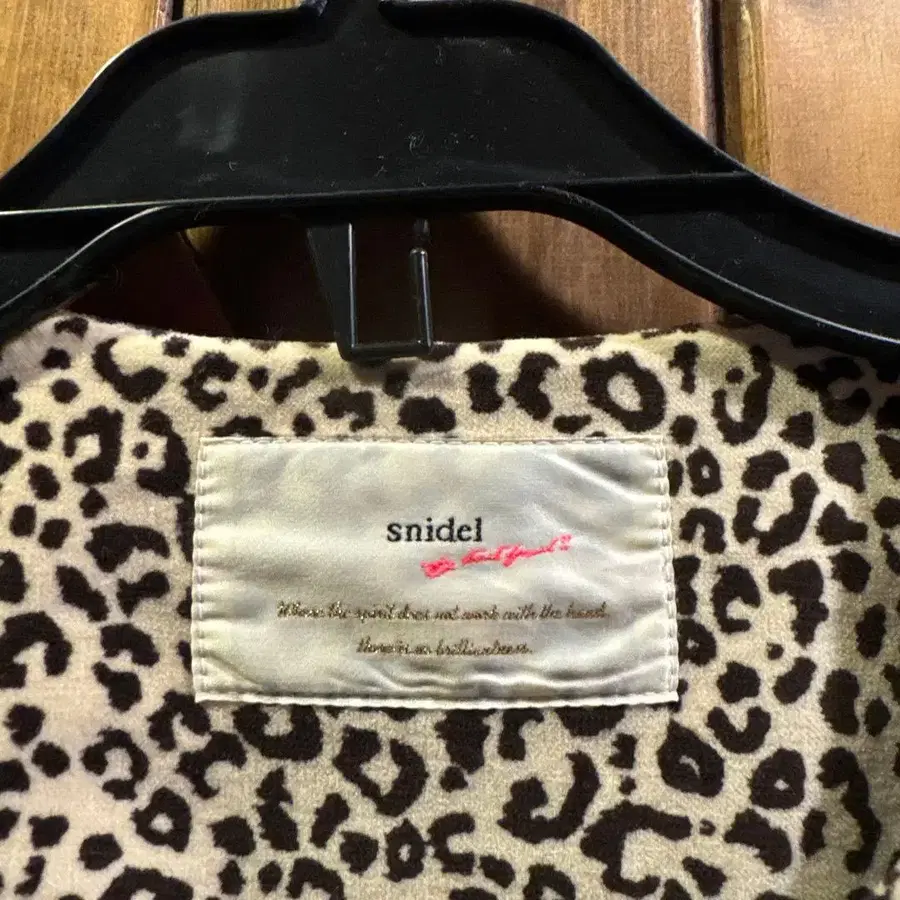 snidel
Where the spirit does not work with the hand,
there is no brilliantness.